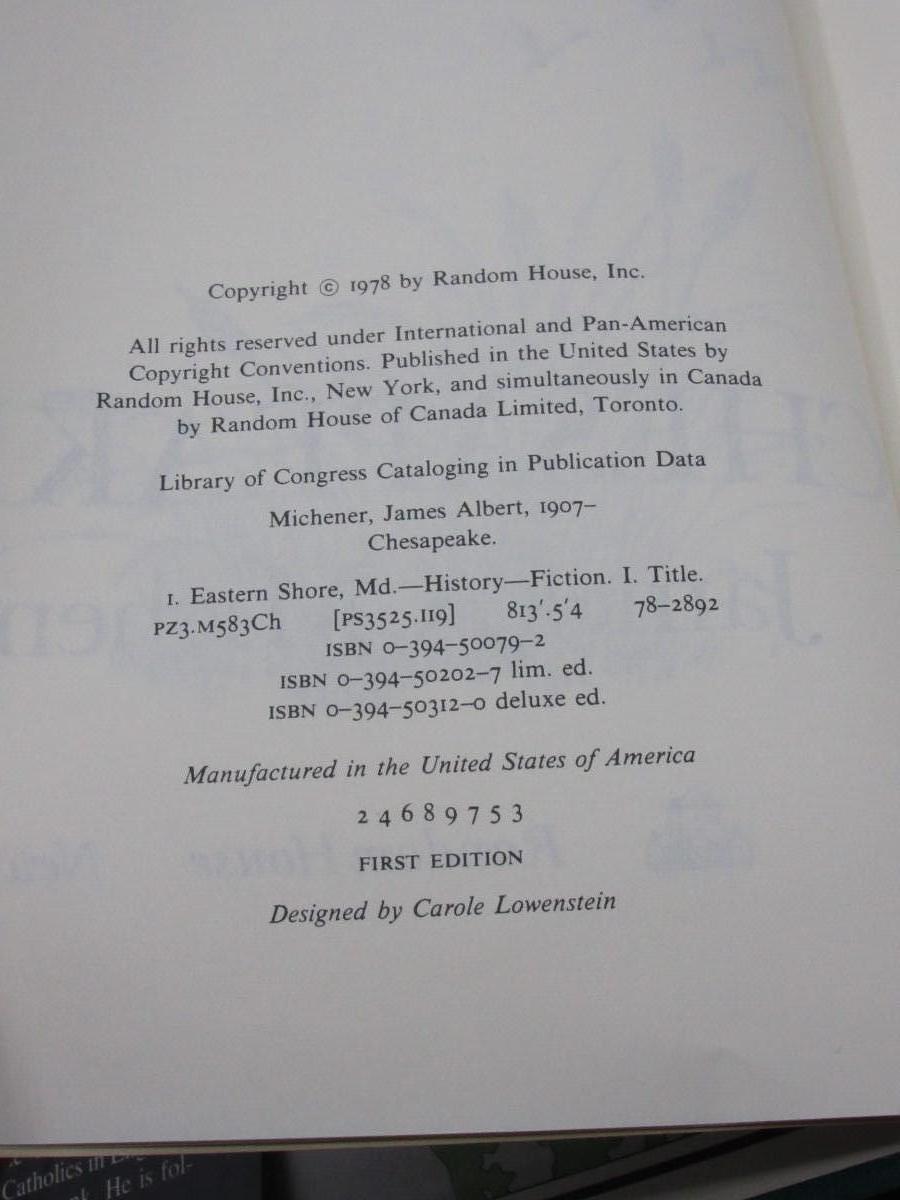 Copyright © 1978 by Random House, Inc.
All rights reserved under International and Pan-American
Copyright Conventions. Published in the United States by
Random House, Inc., New York, and simultaneously in Canada
by Random House of Canada Limited, Toronto.
Library of Congress Cataloging in Publication Data
Michener, James Albert, 1907–
Chesapeake.
1. Eastern Shore, Md.—History—Fiction. I. Title.
PZ3.M583Ch [PS3525.I19] 813'.5'4 78–2892
ISBN 0–394–50079–2
ISBN 0–394–50202–7 lim. ed.
ISBN 0–394–50312–0 deluxe ed.
Manufactured in the United States of America
2 4 6 8 9 7 5 3
FIRST EDITION
Designed by Carole Lowenstein
Catholics in
He is fol-